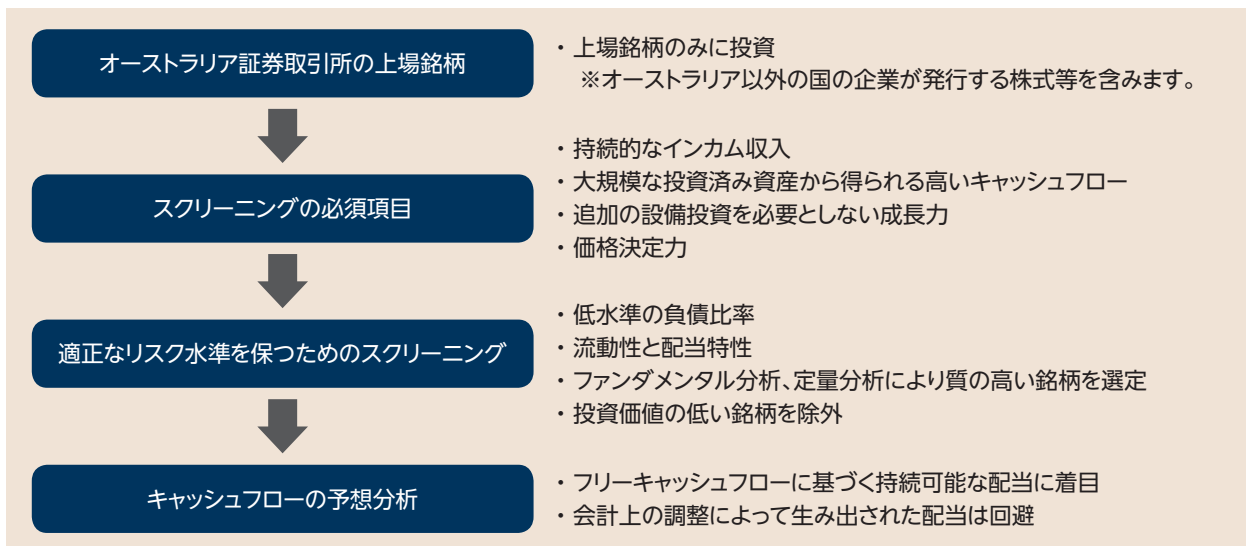 オーストラリア証券取引所の上場銘柄
・上場銘柄のみに投資
※オーストラリア以外の国の企業が発行する株式等を含みます。
スクリーニングの必須項目
・持続的なインカム収入
・大規模な投資済み資産から得られる高いキャッシュフロー
・追加の設備投資を必要としない成長力
・価格決定力
適正なリスク水準を保つためのスクリーニング
・低水準の負債比率
・流動性と配当特性
・ファンダメンタル分析、定量分析により質の高い銘柄を選定
・投資価値の低い銘柄を除外
キャッシュフローの予想分析
・フリーキャッシュフローに基づく持続可能な配当に着目
・会計上の調整によって生み出された配当は回避